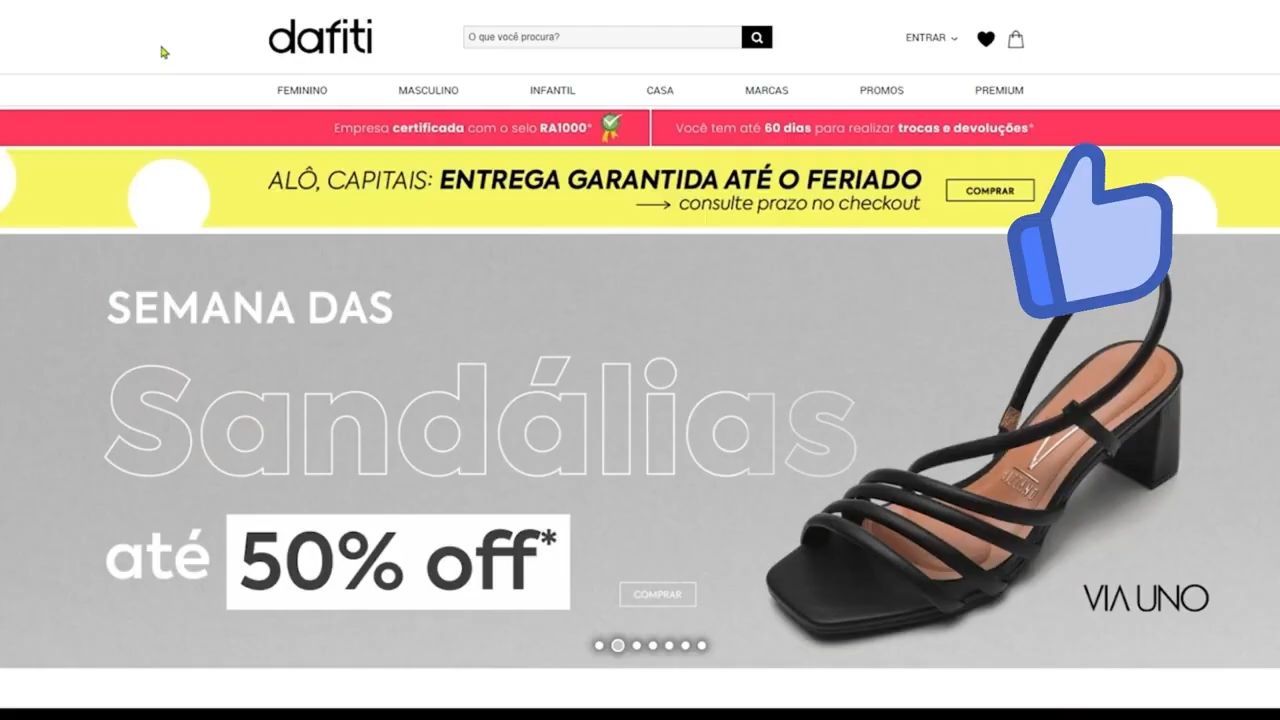 dafiti
O que você procura?
ENTRAR
FEMININO
MASCULINO
INFANTIL
CASA
MARCAS
PROMOS
PREMIUM
Empresa certificada com o selo RA1000*
Você tem até 60 dias para realizar trocas e devoluções*
ALÔ, CAPITAIS: ENTREGA GARANTIDA ATÉ O FERIADO
consulte prazo no checkout
COMPRAR
SEMANA DAS
Sandálias
até 50% off*
COMPRAR
VIA UNO